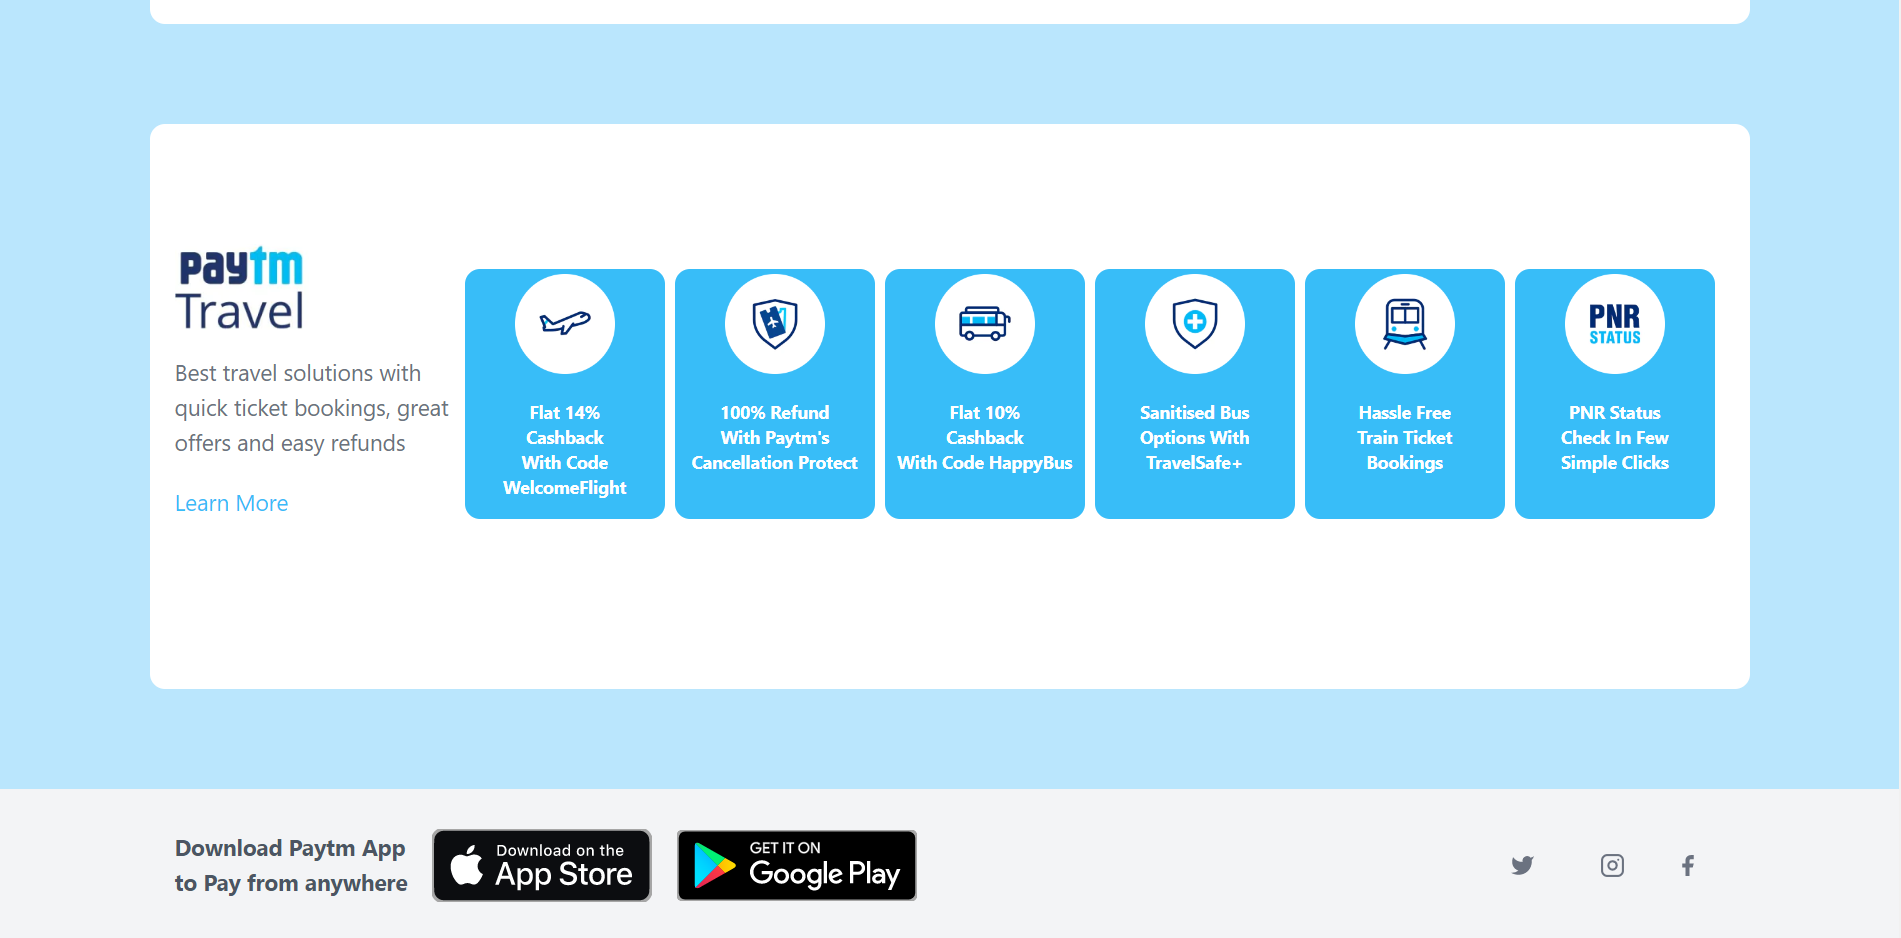 paytm
Travel
Best travel solutions with
quick ticket bookings, great
offers and easy refunds
Learn More
Flat 14%
Cashback
With Code
WelcomeFlight
100% Refund
With Paytm's
Cancellation Protect
Flat 10%
Cashback
With Code HappyBus
Sanitised Bus
Options With
TravelSafe+
Hassle Free
Train Ticket
Bookings
PNR
STATUS
PNR Status
Check In Few
Simple Clicks
Download Paytm App
to Pay from anywhere
Download on the
App Store
GET IT ON
Google Play